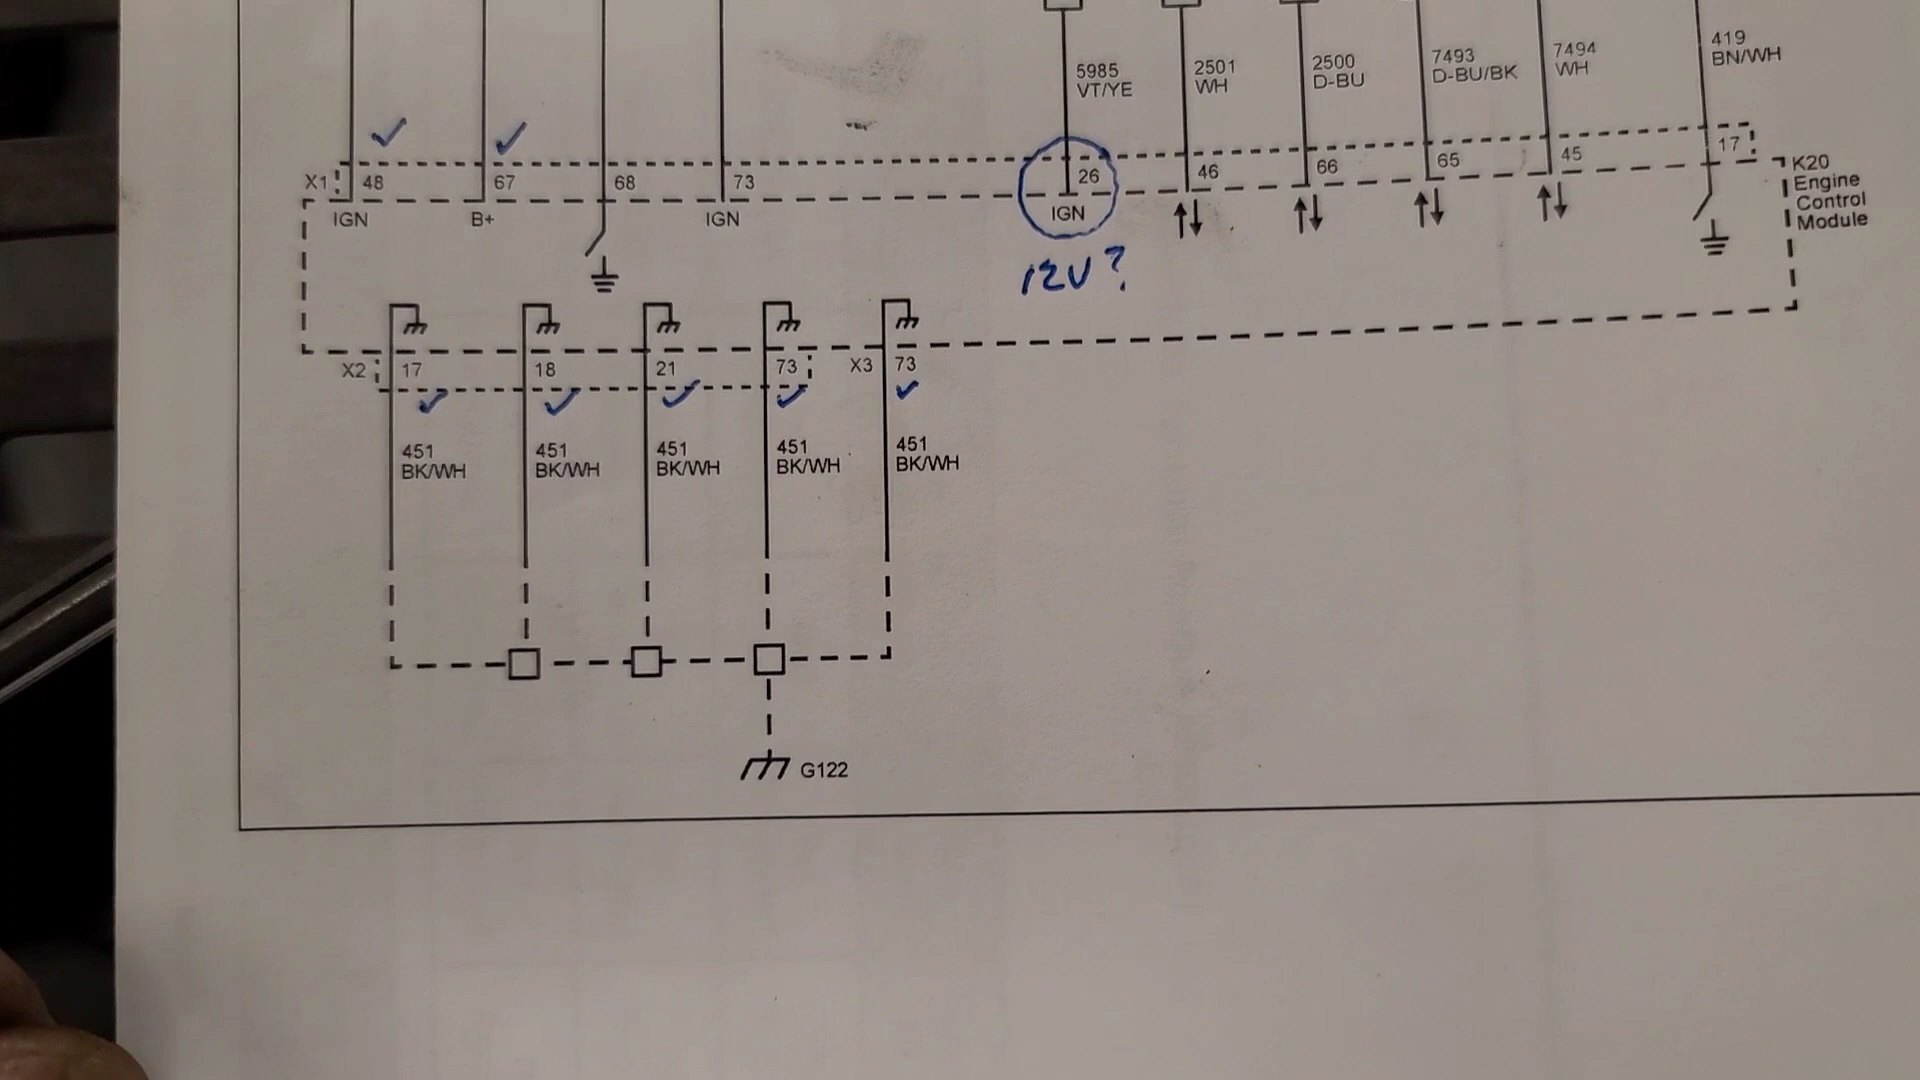 5985
VT/YE
2501
WH
2500
D-BU
7493
D-BU/BK
7494
WH
419
BN/WH
X1
48
67
68
73
26
46
66
65
45
17
IGN
B+
IGN
IGN
K20
Engine
Control
Module
12V?
X2
17
18
21
73
X3
73
451
BK/WH
451
BK/WH
451
BK/WH
451
BK/WH
451
BK/WH
G122